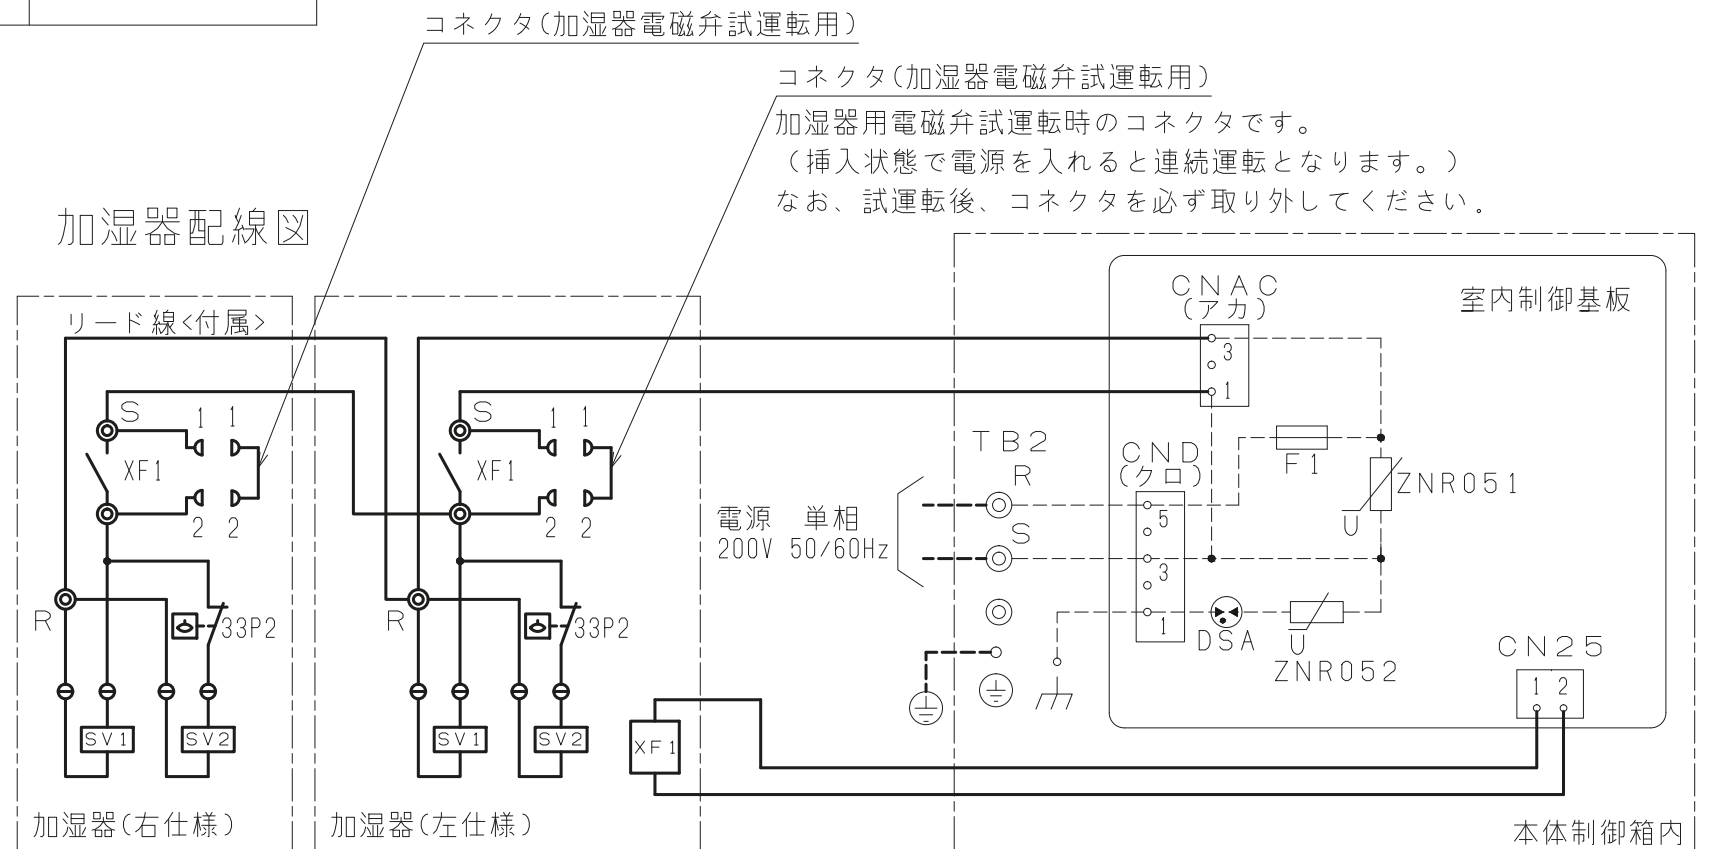 コネクタ(加湿器電磁弁試運転用)
コネクタ(加湿器電磁弁試運転用)
加湿器用電磁弁試運転時のコネクタです。
(挿入状態で電源を入れると連続運転となります。)
なお、試運転後、コネクタを必ず取り外してください。
加湿器配線図
リード線<付属>
S
1 1
XF1
2 2
R
33P2
SV1
SV2
加湿器(右仕様)
S
1 1
XF1
2 2
R
33P2
SV1
SV2
XF1
加湿器(左仕様)
室内制御基板
CNAC
(アカ)
3
1
TB2
R
S
電源 単相
200V 50/60Hz
CND
(クロ)
5
3
1
F1
ZNR051
U
DSA
U
ZNR052
CN25
1 2
本体制御箱内